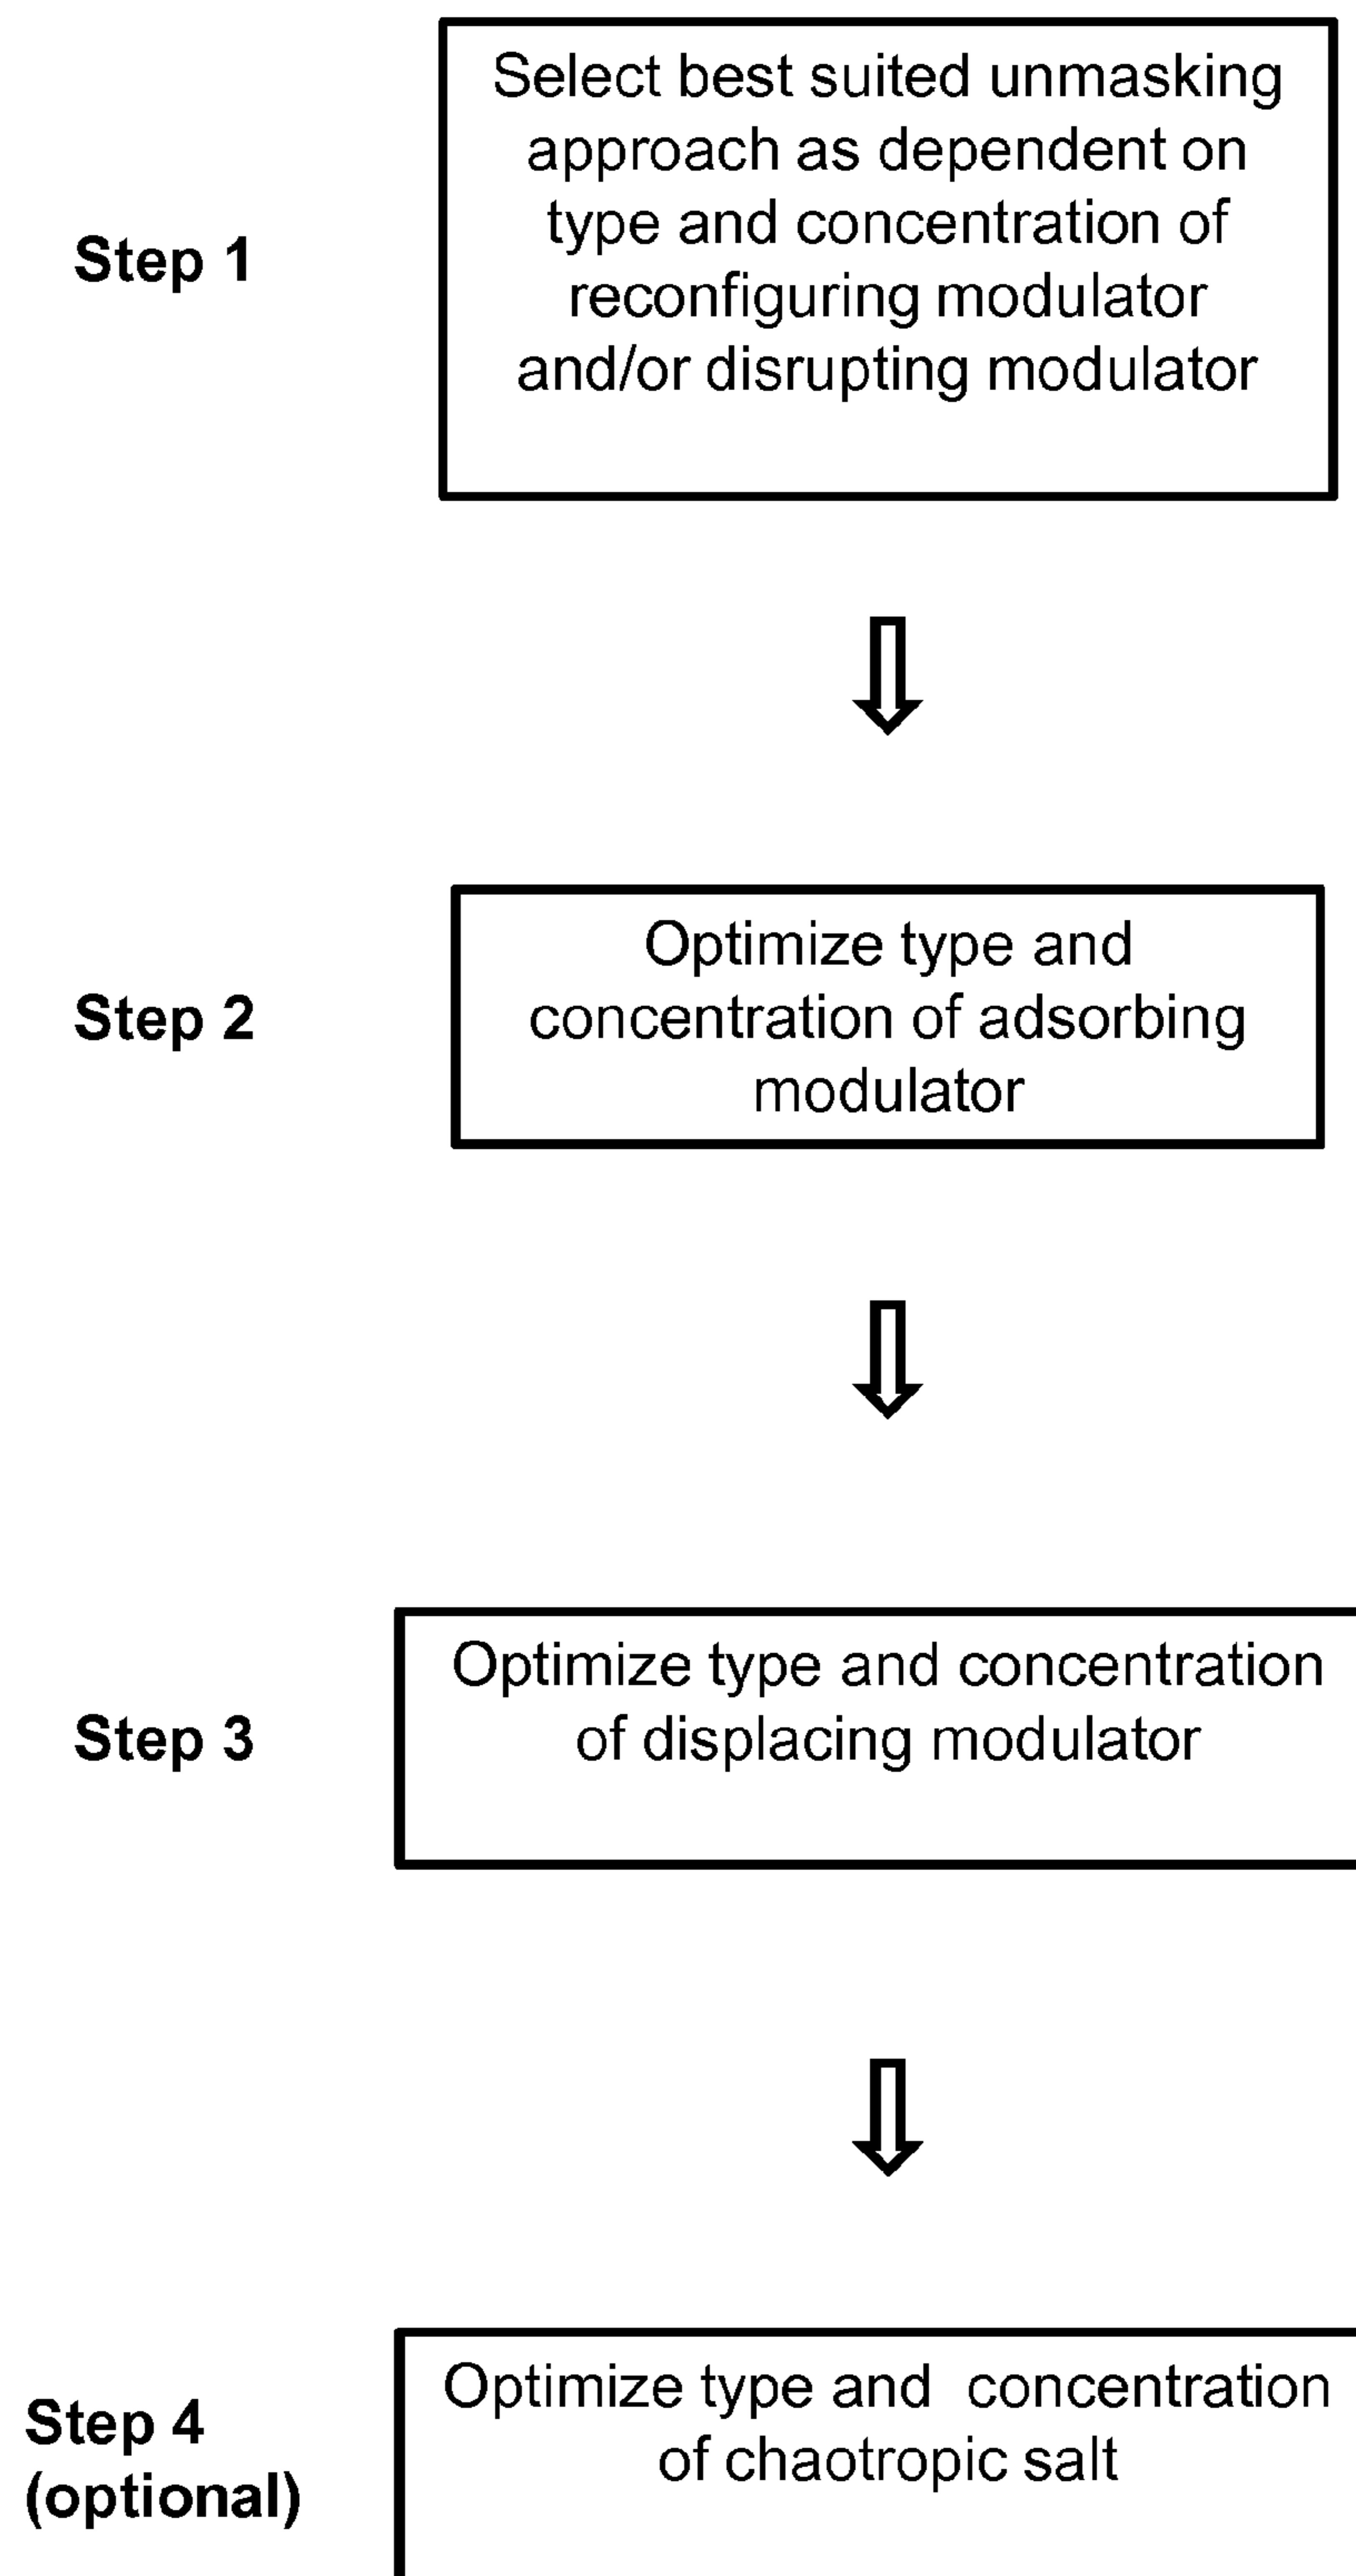 Step 1
Select best suited unmasking
approach as dependent on
type and concentration of
reconfiguring modulator
and/or disrupting modulator
Step 2
Optimize type and
concentration of adsorbing
modulator
Step 3
Optimize type and concentration
of displacing modulator
Step 4
(optional)
Optimize type and  concentration
of chaotropic salt